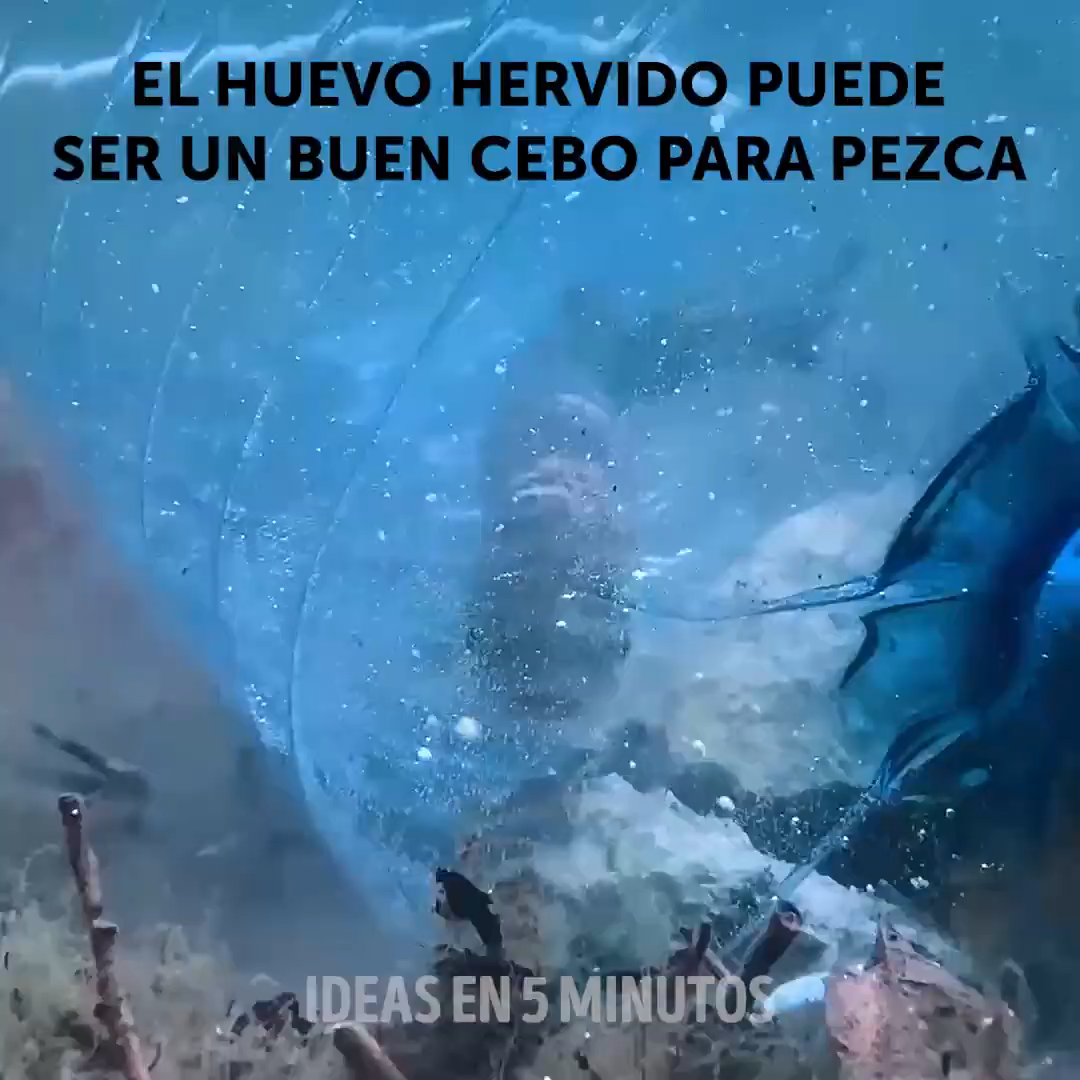 EL HUEVO HERVIDO PUEDE
SER UN BUEN CEBO PARA PEZCA
IDEAS EN 5 MINUTOS